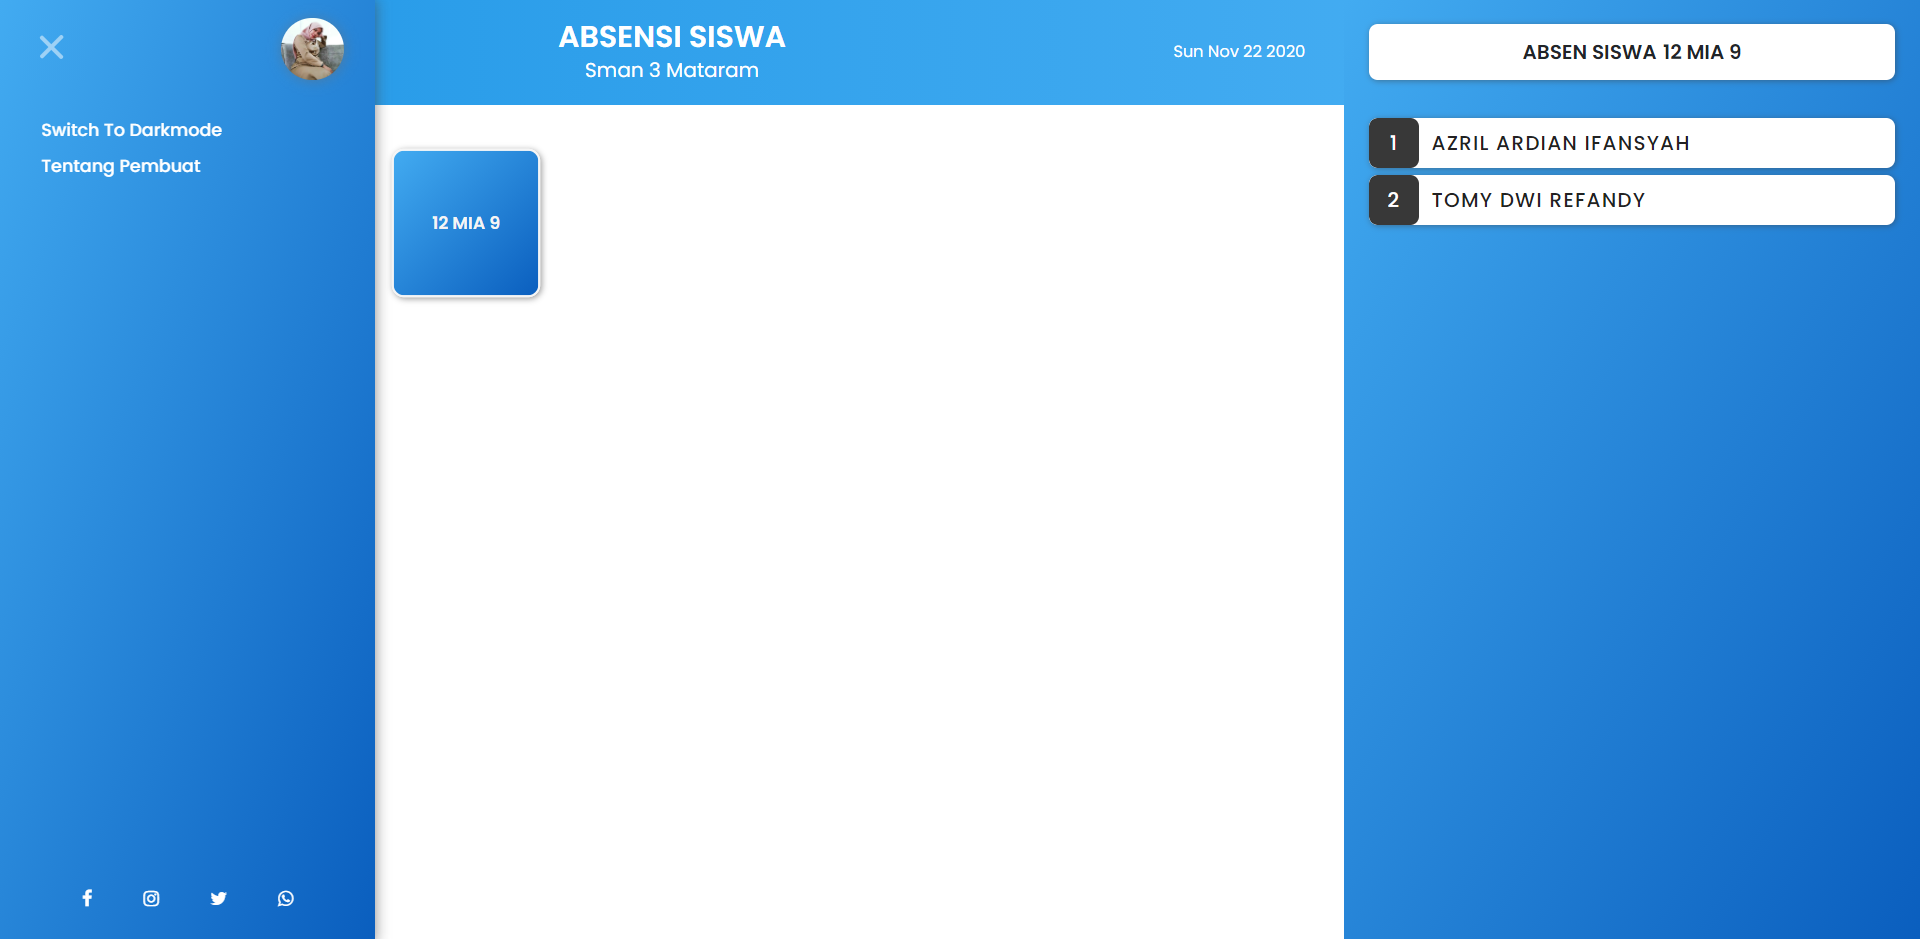 Switch To Darkmode
Tentang Pembuat
ABSENSI SISWA
Sman 3 Mataram
Sun Nov 22 2020
12 MIA 9
ABSEN SISWA 12 MIA 9
1 AZRIL ARDIAN IFANSYAH
2 TOMY DWI REFANDY